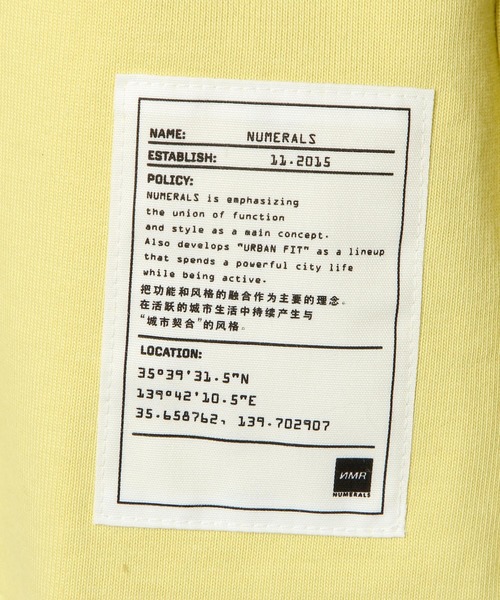 NAME: NUMERALS
ESTABLISH: 11.2015
POLICY:
NUMERALS is emphasizing
the union of function
and style as a main concept.
Also develops "URBAN FIT" as a lineup
that spends a powerful city life
while being active.
把功能和风格的融合作为主要的理念。
在活跃的城市生活中持续产生与
“城市契合”的风格。
LOCATION:
35°39'31.5"N
139°42'10.5"E
35.658762, 139.702907
NMR
NUMERALS